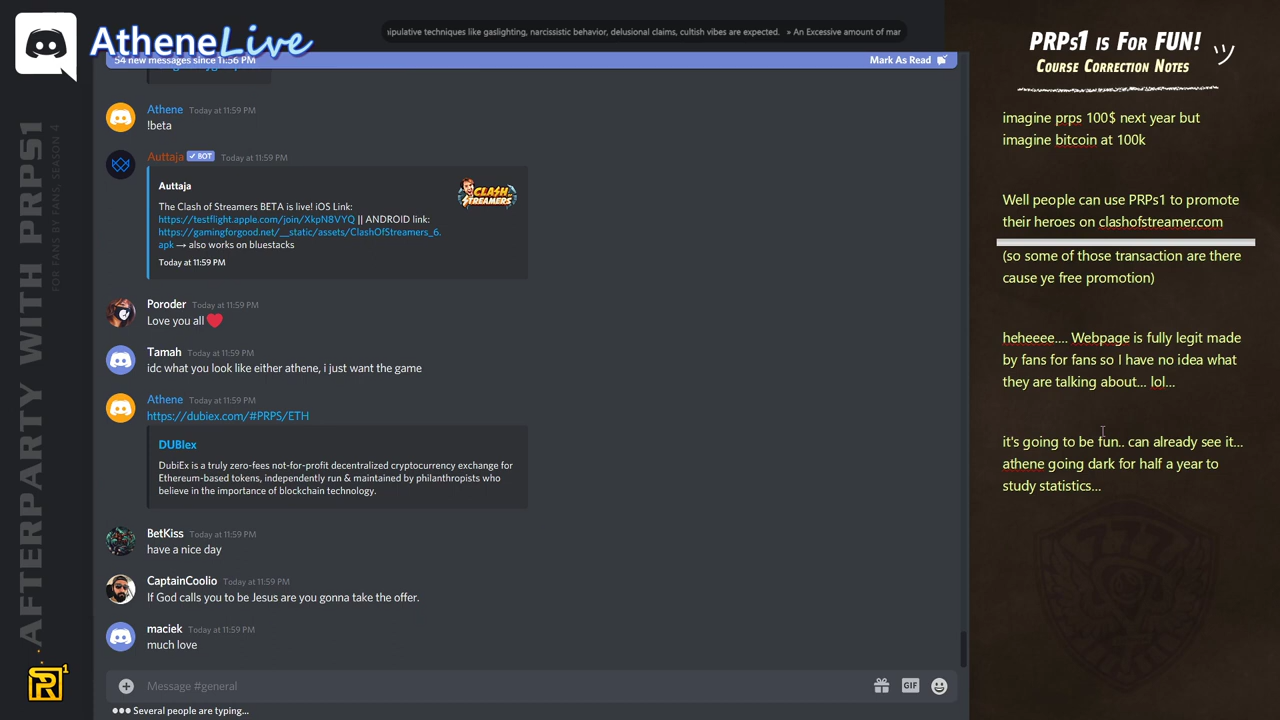 AtheneLive
ipulative techniques like gaslighting, narcissistic behavior, delusional claims, cultish vibes are expected.   » An Excessive amount of mar
54 new messages since 11:56 PM
Mark As Read
Athene Today at 11:59 PM
!beta
Auttaja ✓ BOT Today at 11:59 PM
Auttaja
The Clash of Streamers BETA is live! iOS Link:
https://testflight.apple.com/join/XkpN8VYQ || ANDROID link:
https://gamingforgood.net/__static/assets/ClashOfStreamers_6.
apk → also works on bluestacks
Today at 11:59 PM
CLASH
OF
STREAMERS
Poroder Today at 11:59 PM
Love you all ❤️
Tamah Today at 11:59 PM
idc what you look like either athene, i just want the game
Athene Today at 11:59 PM
https://dubiex.com/#PRPS/ETH
DUBIex
DubiEx is a truly zero-fees not-for-profit decentralized cryptocurrency exchange for
Ethereum-based tokens, independently run & maintained by philanthropists who
believe in the importance of blockchain technology.
BetKiss Today at 11:59 PM
have a nice day
CaptainCoolio Today at 11:59 PM
If God calls you to be Jesus are you gonna take the offer.
maciek Today at 11:59 PM
much love
Message #general
GIF
Several people are typing...
AFTERPARTY WITH PRPS1
FOR FANS BY FANS, SEASON 4
R1
PRPs1 is For FUN!
Course Correction Notes
ツ
imagine prps 100$ next year but
imagine bitcoin at 100k
Well people can use PRPs1 to promote
their heroes on clashofstreamer.com
(so some of those transaction are there
cause ye free promotion)
heheeee.... Webpage is fully legit made
by fans for fans so I have no idea what
they are talking about... lol...
it's going to be fun.. can already see it...
athene going dark for half a year to
study statistics...
777